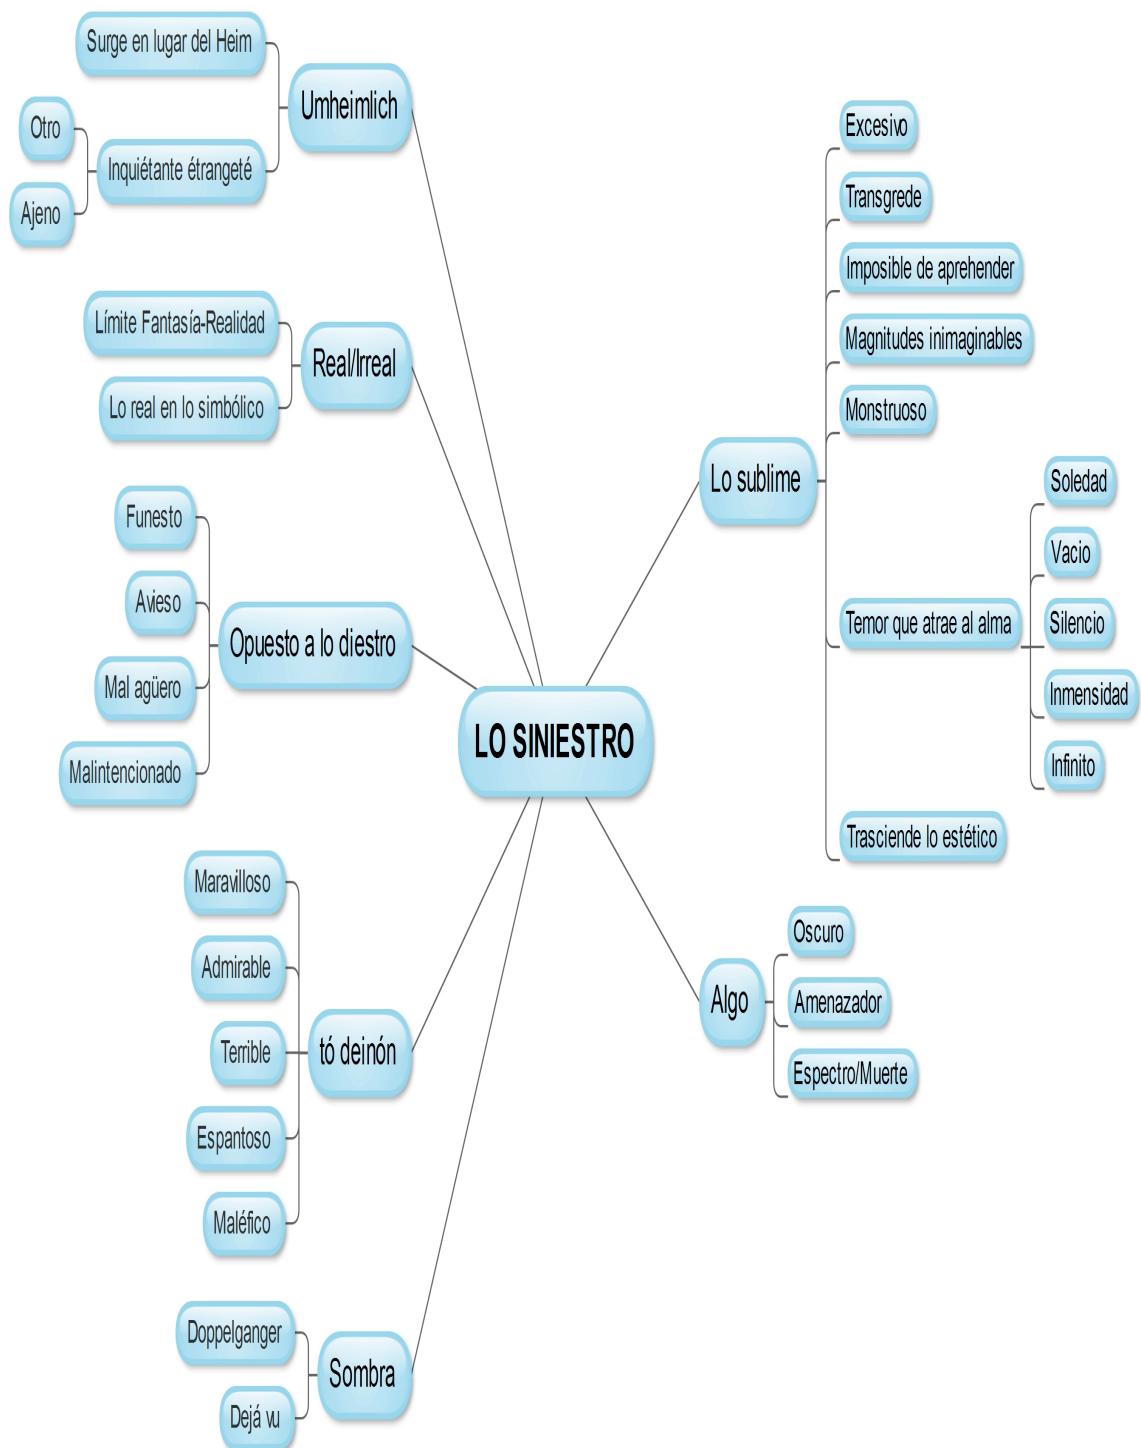 Surge en lugar del Heim
Umheimlich
Otro
Inquiétante étrangeté
Ajeno
Límite Fantasía-Realidad
Real/Irreal
Lo real en lo simbólico
Funesto
Avieso
Opuesto a lo diestro
Mal agüero
Malintencionado
LO SINIESTRO
Maravilloso
Admirable
Terrible
tó deinón
Espantoso
Maléfico
Doppelganger
Sombra
Dejá vu
Excesivo
Transgrede
Imposible de aprehender
Magnitudes inimaginables
Monstruoso
Lo sublime
Soledad
Vacio
Temor que atrae al alma
Silencio
Inmensidad
Infinito
Trasciende lo estético
Oscuro
Algo
Amenazador
Espectro/Muerte